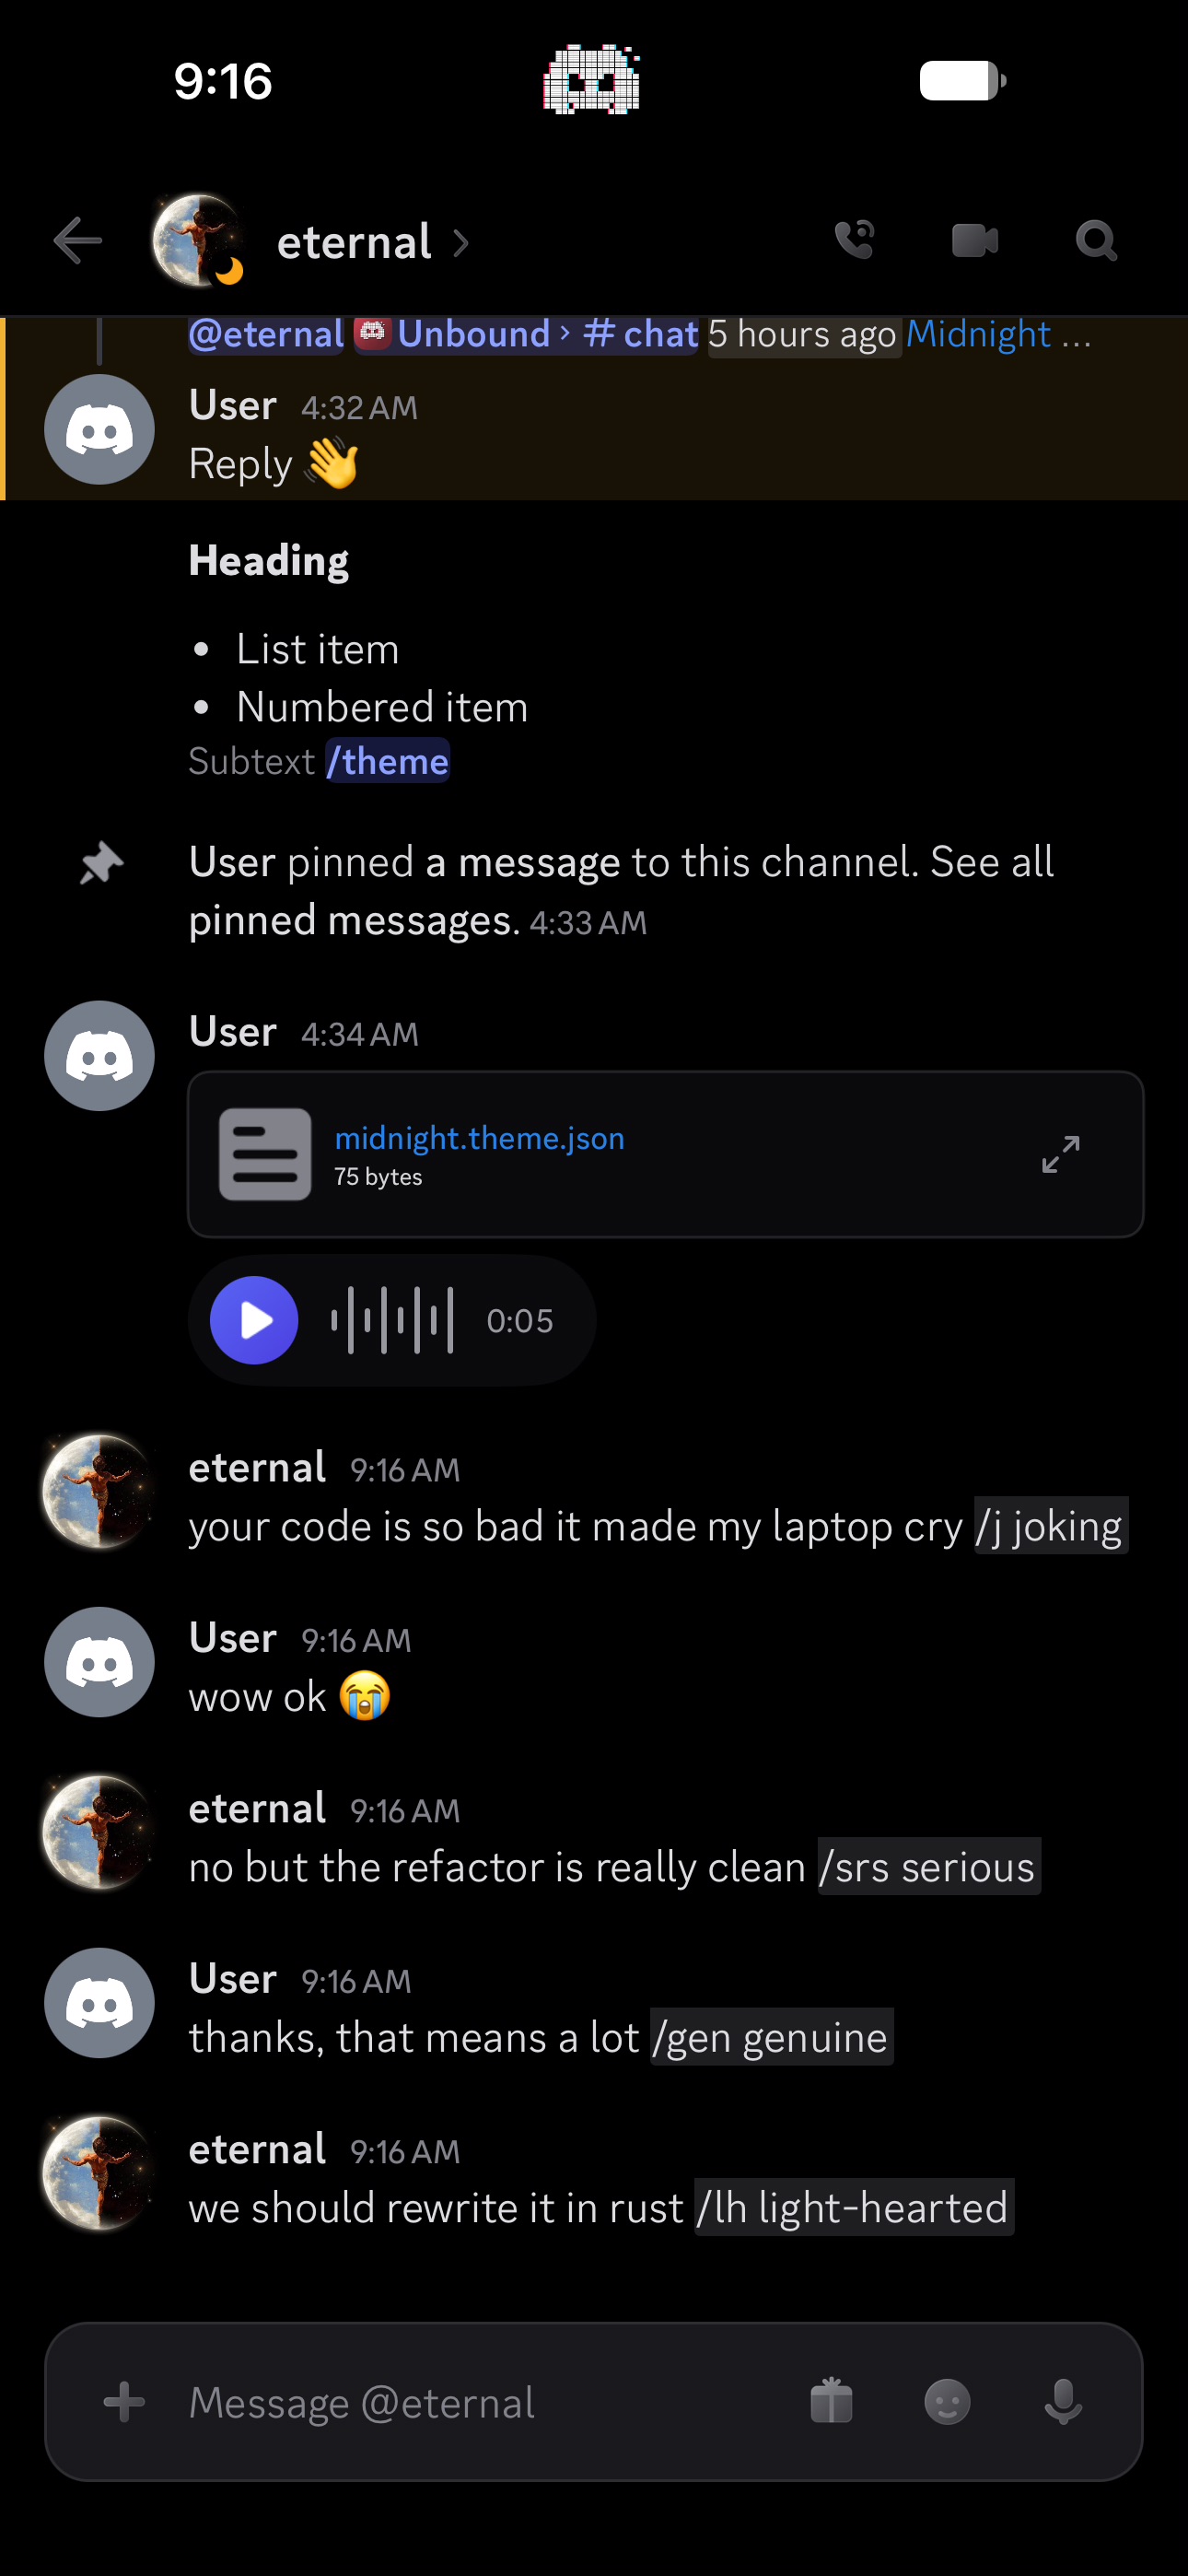 9:16
eternal
@eternal Unbound › # chat 5 hours ago Midnight ...
User 4:32 AM
Reply 👋
Heading
• List item
• Numbered item
Subtext /theme
User pinned a message to this channel. See all
pinned messages. 4:33 AM
User 4:34 AM
midnight.theme.json
75 bytes
0:05
eternal 9:16 AM
your code is so bad it made my laptop cry /j joking
User 9:16 AM
wow ok 😭
eternal 9:16 AM
no but the refactor is really clean /srs serious
User 9:16 AM
thanks, that means a lot /gen genuine
eternal 9:16 AM
we should rewrite it in rust /lh light-hearted
Message @eternal